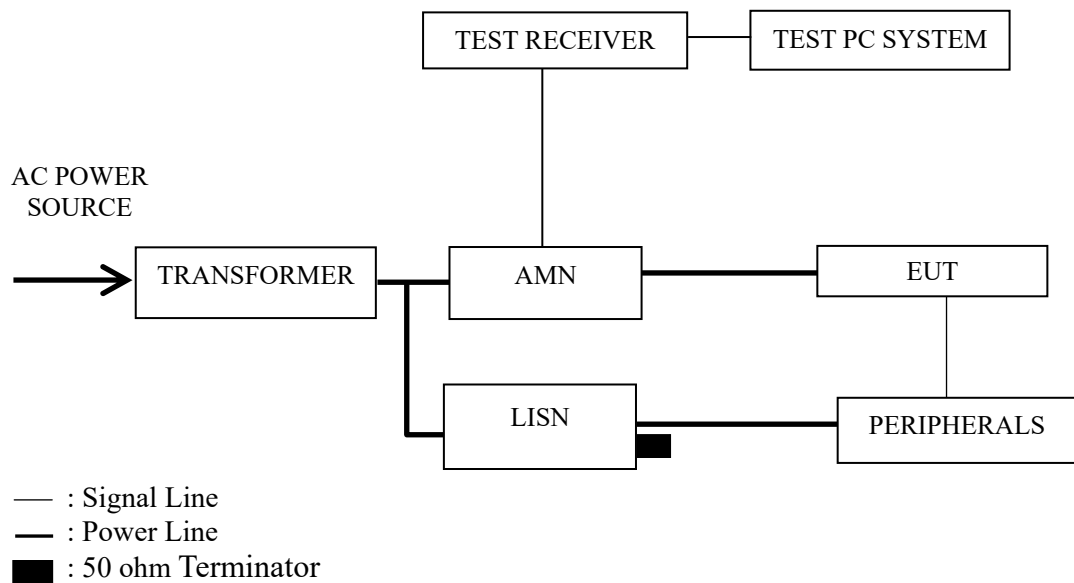 TEST RECEIVER
TEST PC SYSTEM
AC POWER
SOURCE
TRANSFORMER
AMN
EUT
LISN
PERIPHERALS
: Signal Line
: Power Line
: 50 ohm Terminator